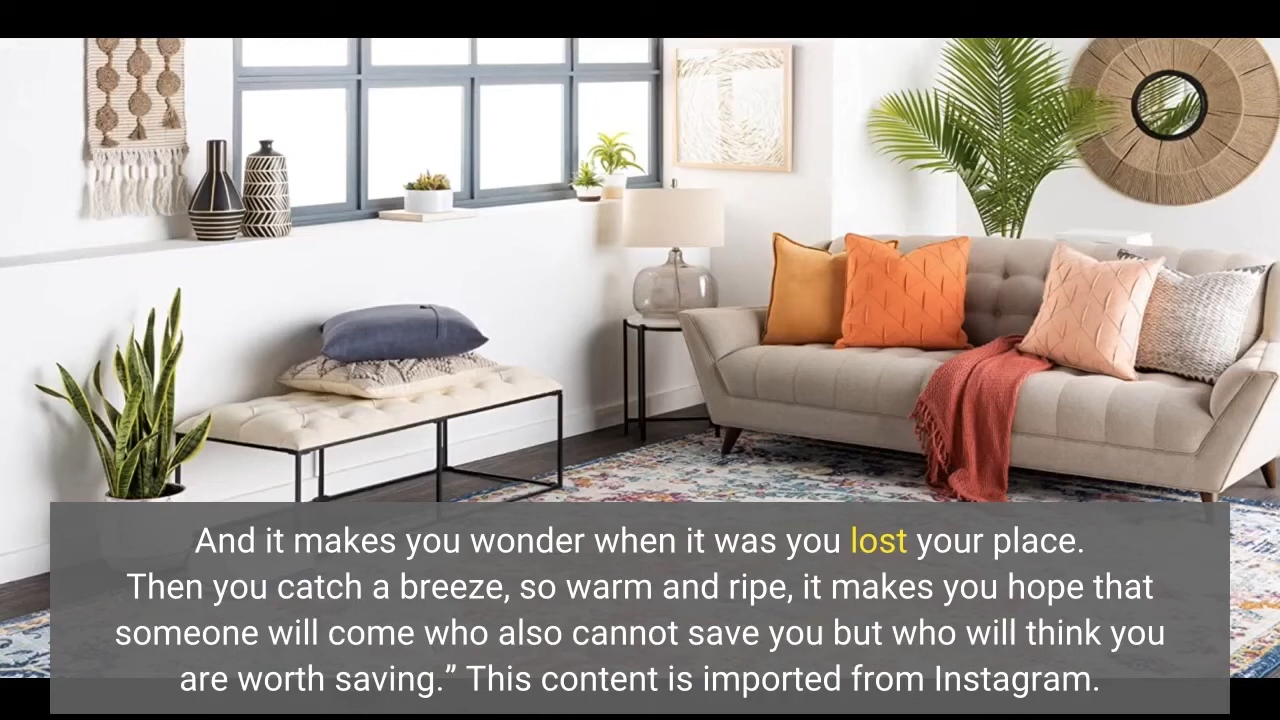 And it makes you wonder when it was you lost your place.
Then you catch a breeze, so warm and ripe, it makes you hope that
someone will come who also cannot save you but who will think you
are worth saving.” This content is imported from Instagram.